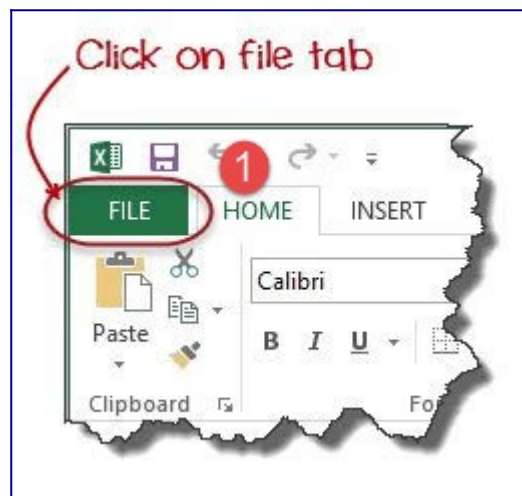 Click on file tab
1
FILE HOME INSERT
Calibri
Paste
B I U
Clipboard